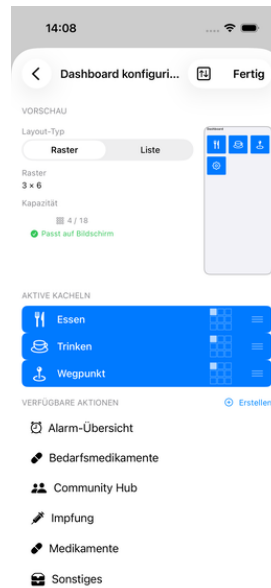 14:08
Dashboard konfiguri...
Fertig
VORSCHAU
Layout-Typ
Raster
Liste
Dashboard
Raster
3 × 6
Kapazität
4 / 18
Passt auf Bildschirm
AKTIVE KACHELN
Essen
Trinken
Wegpunkt
VERFÜGBARE AKTIONEN
Erstellen
Alarm-Übersicht
Bedarfsmedikamente
Community Hub
Impfung
Medikamente
Sonstiges